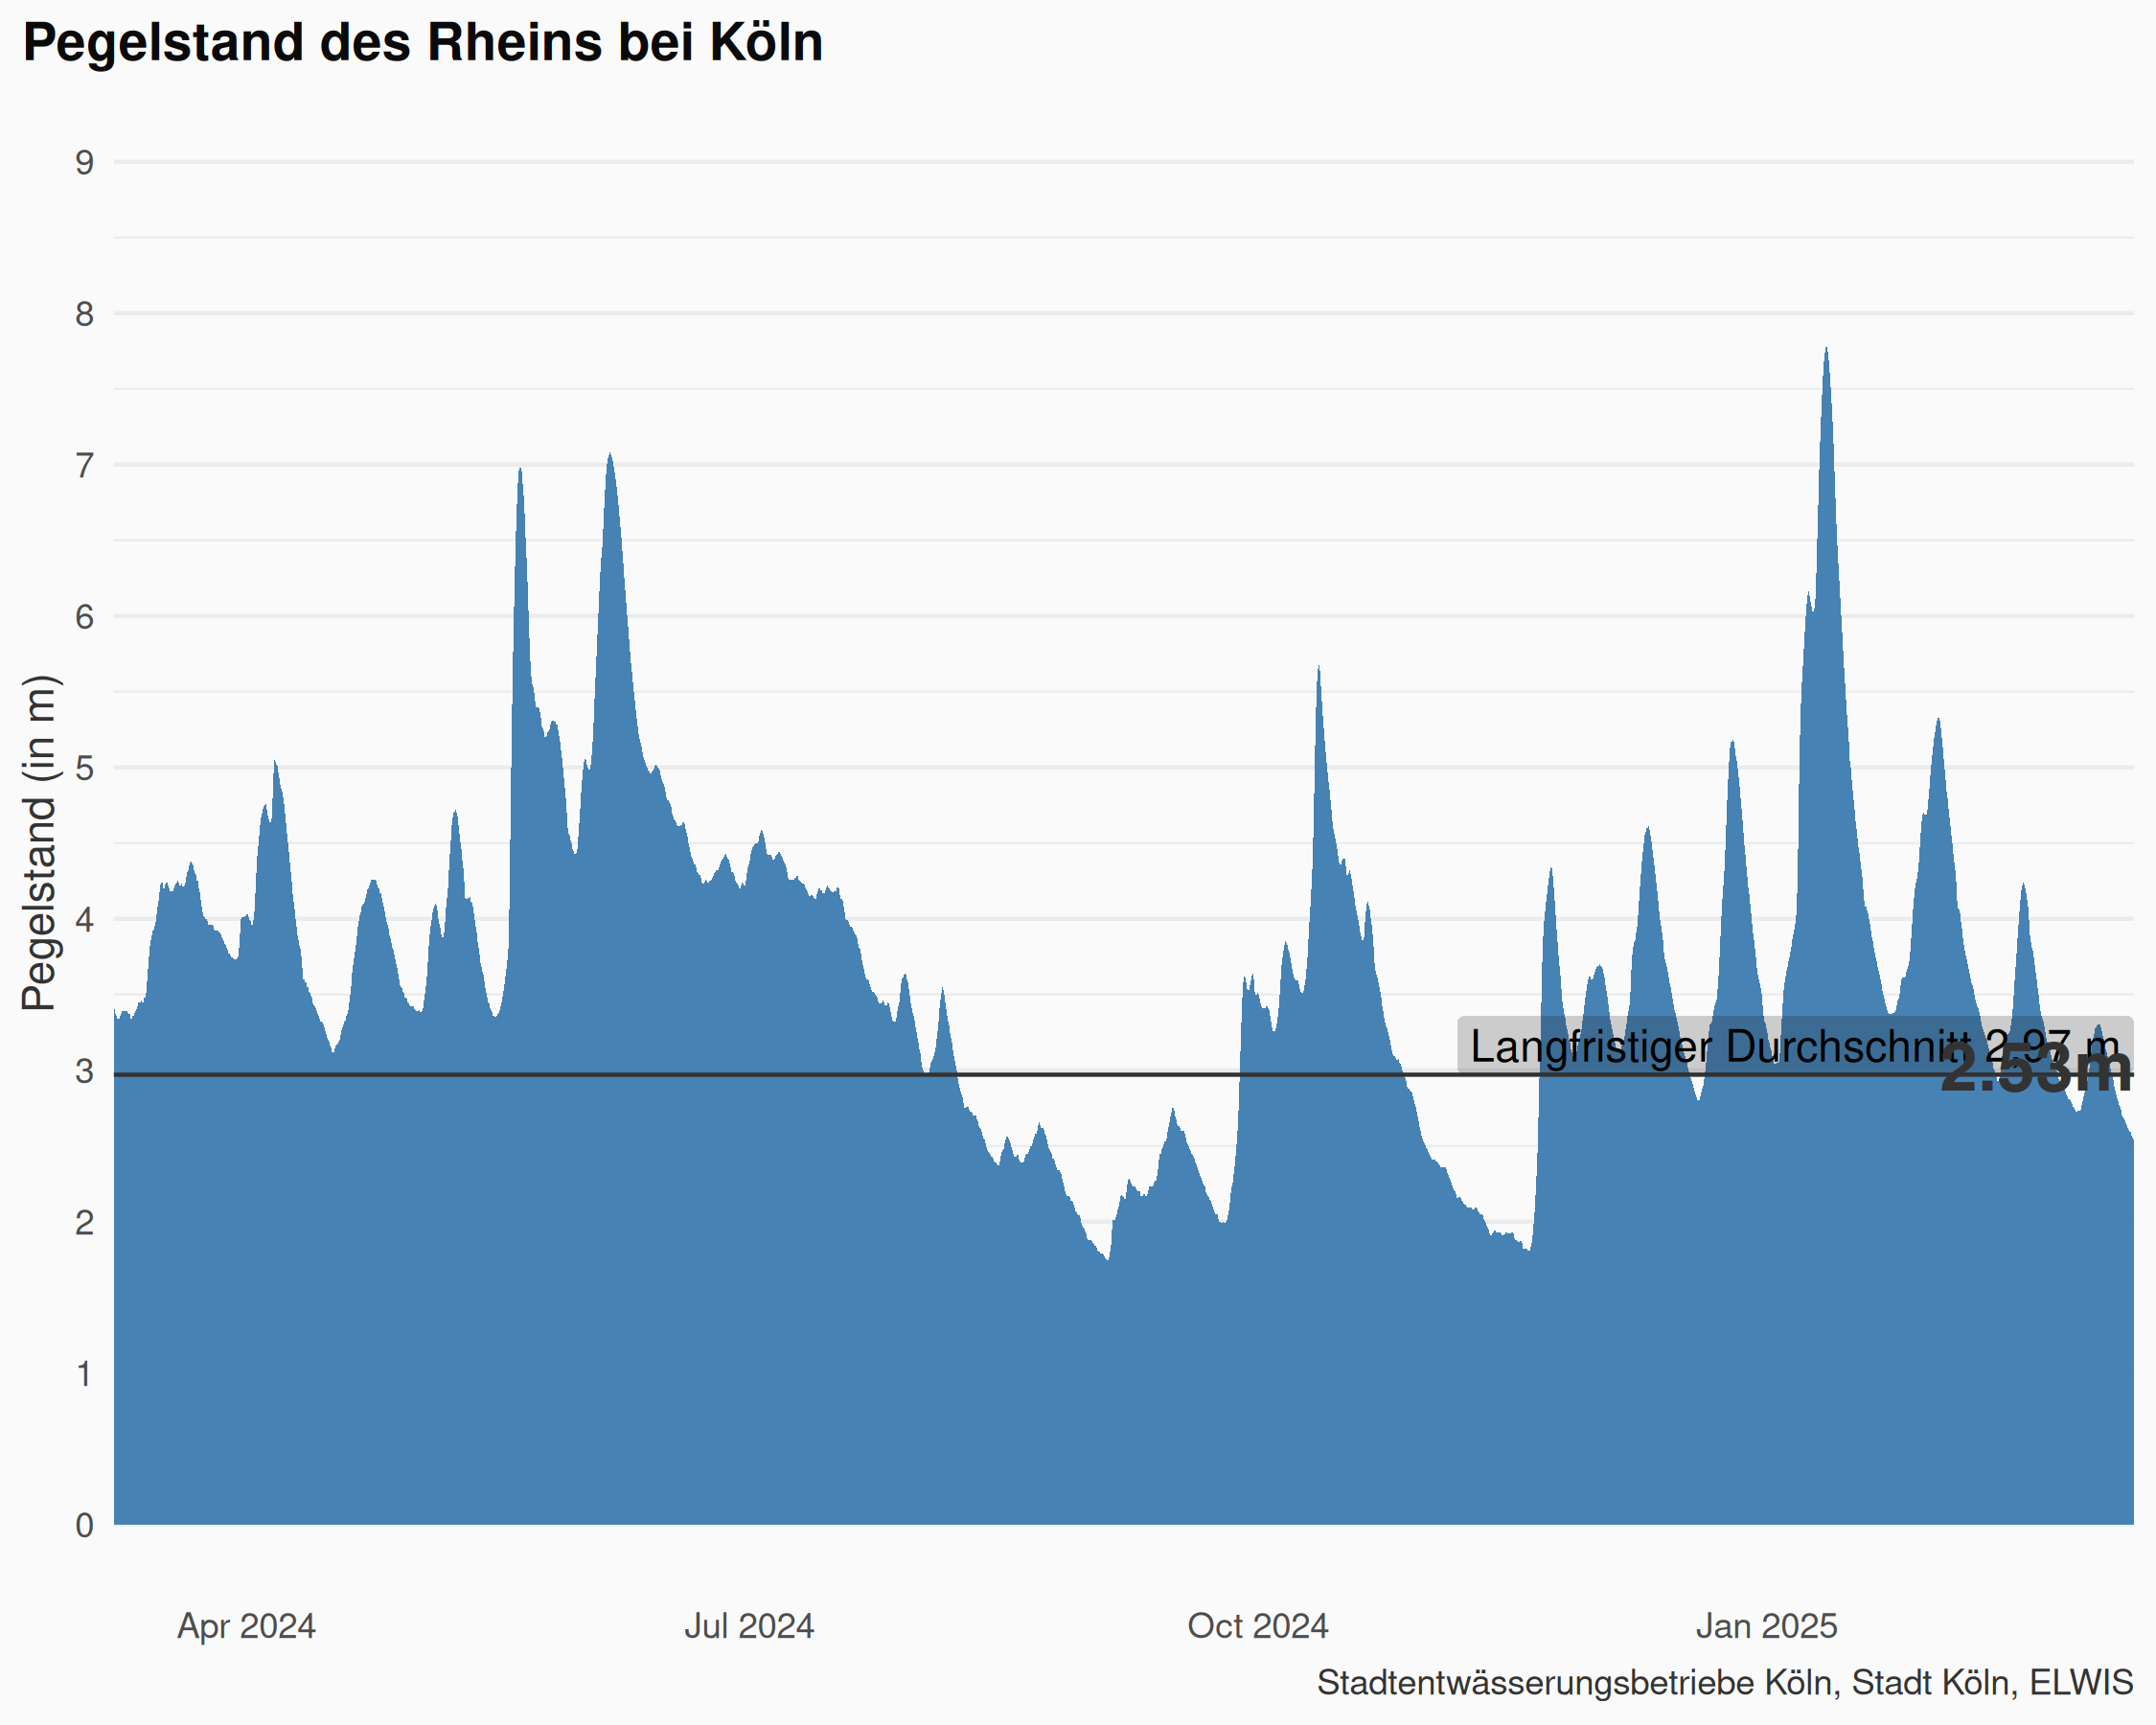 Pegelstand des Rheins bei Köln
Pegelstand (in m)
9
8
7
6
5
4
3
2
1
0
Langfristiger Durchschnitt 2.97 m
2.53m
Apr 2024
Jul 2024
Oct 2024
Jan 2025
Stadtentwässerungsbetriebe Köln, Stadt Köln, ELWIS